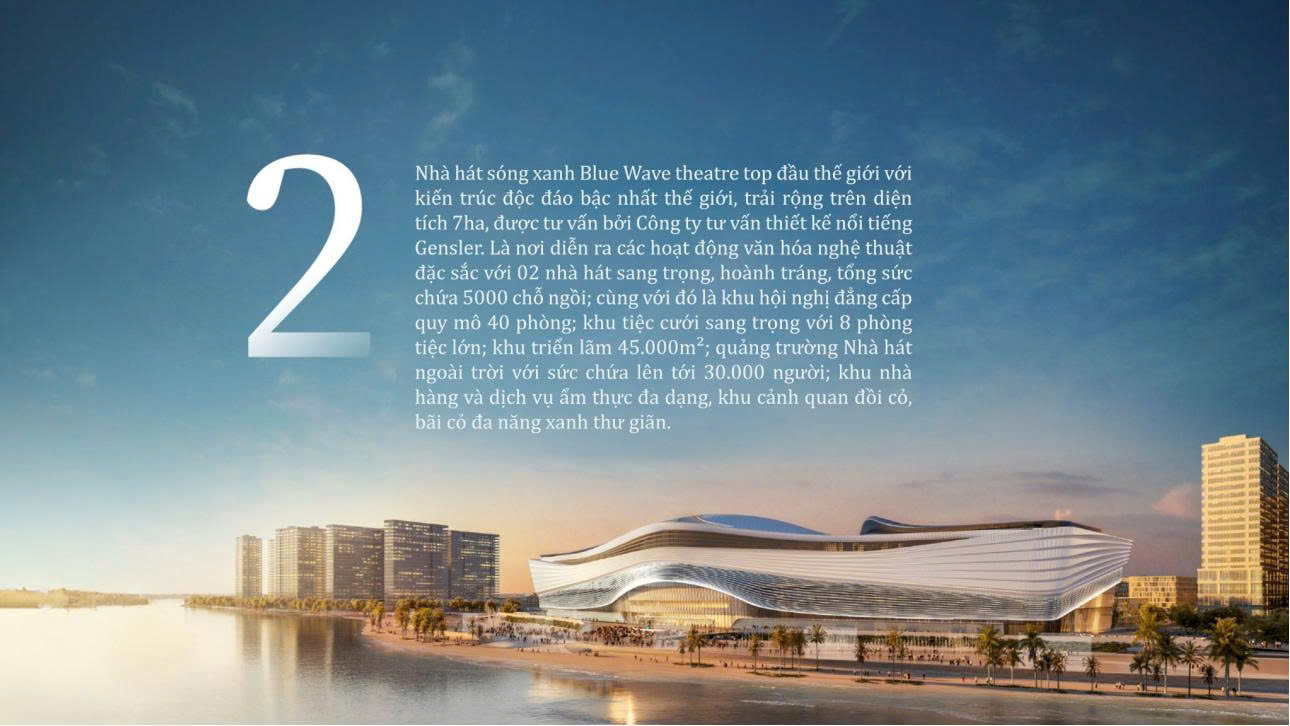 2
Nhà hát sóng xanh Blue Wave theatre top đầu thế giới với
kiến trúc độc đáo bậc nhất thế giới, trải rộng trên diện
tích 7ha, được tư vấn bởi Công ty tư vấn thiết kế nổi tiếng
Gensler. Là nơi diễn ra các hoạt động văn hóa nghệ thuật
đặc sắc với 02 nhà hát sang trọng, hoành tráng, tổng sức
chứa 5000 chỗ ngồi; cùng với đó là khu hội nghị đẳng cấp
quy mô 40 phòng; khu tiệc cưới sang trọng với 8 phòng
tiệc lớn; khu triển lãm 45.000m²; quảng trường Nhà hát
ngoài trời với sức chứa lên tới 30.000 người; khu nhà
hàng và dịch vụ ẩm thực đa dạng, khu cảnh quan đồi cỏ,
bãi cỏ đa năng xanh thư giãn.